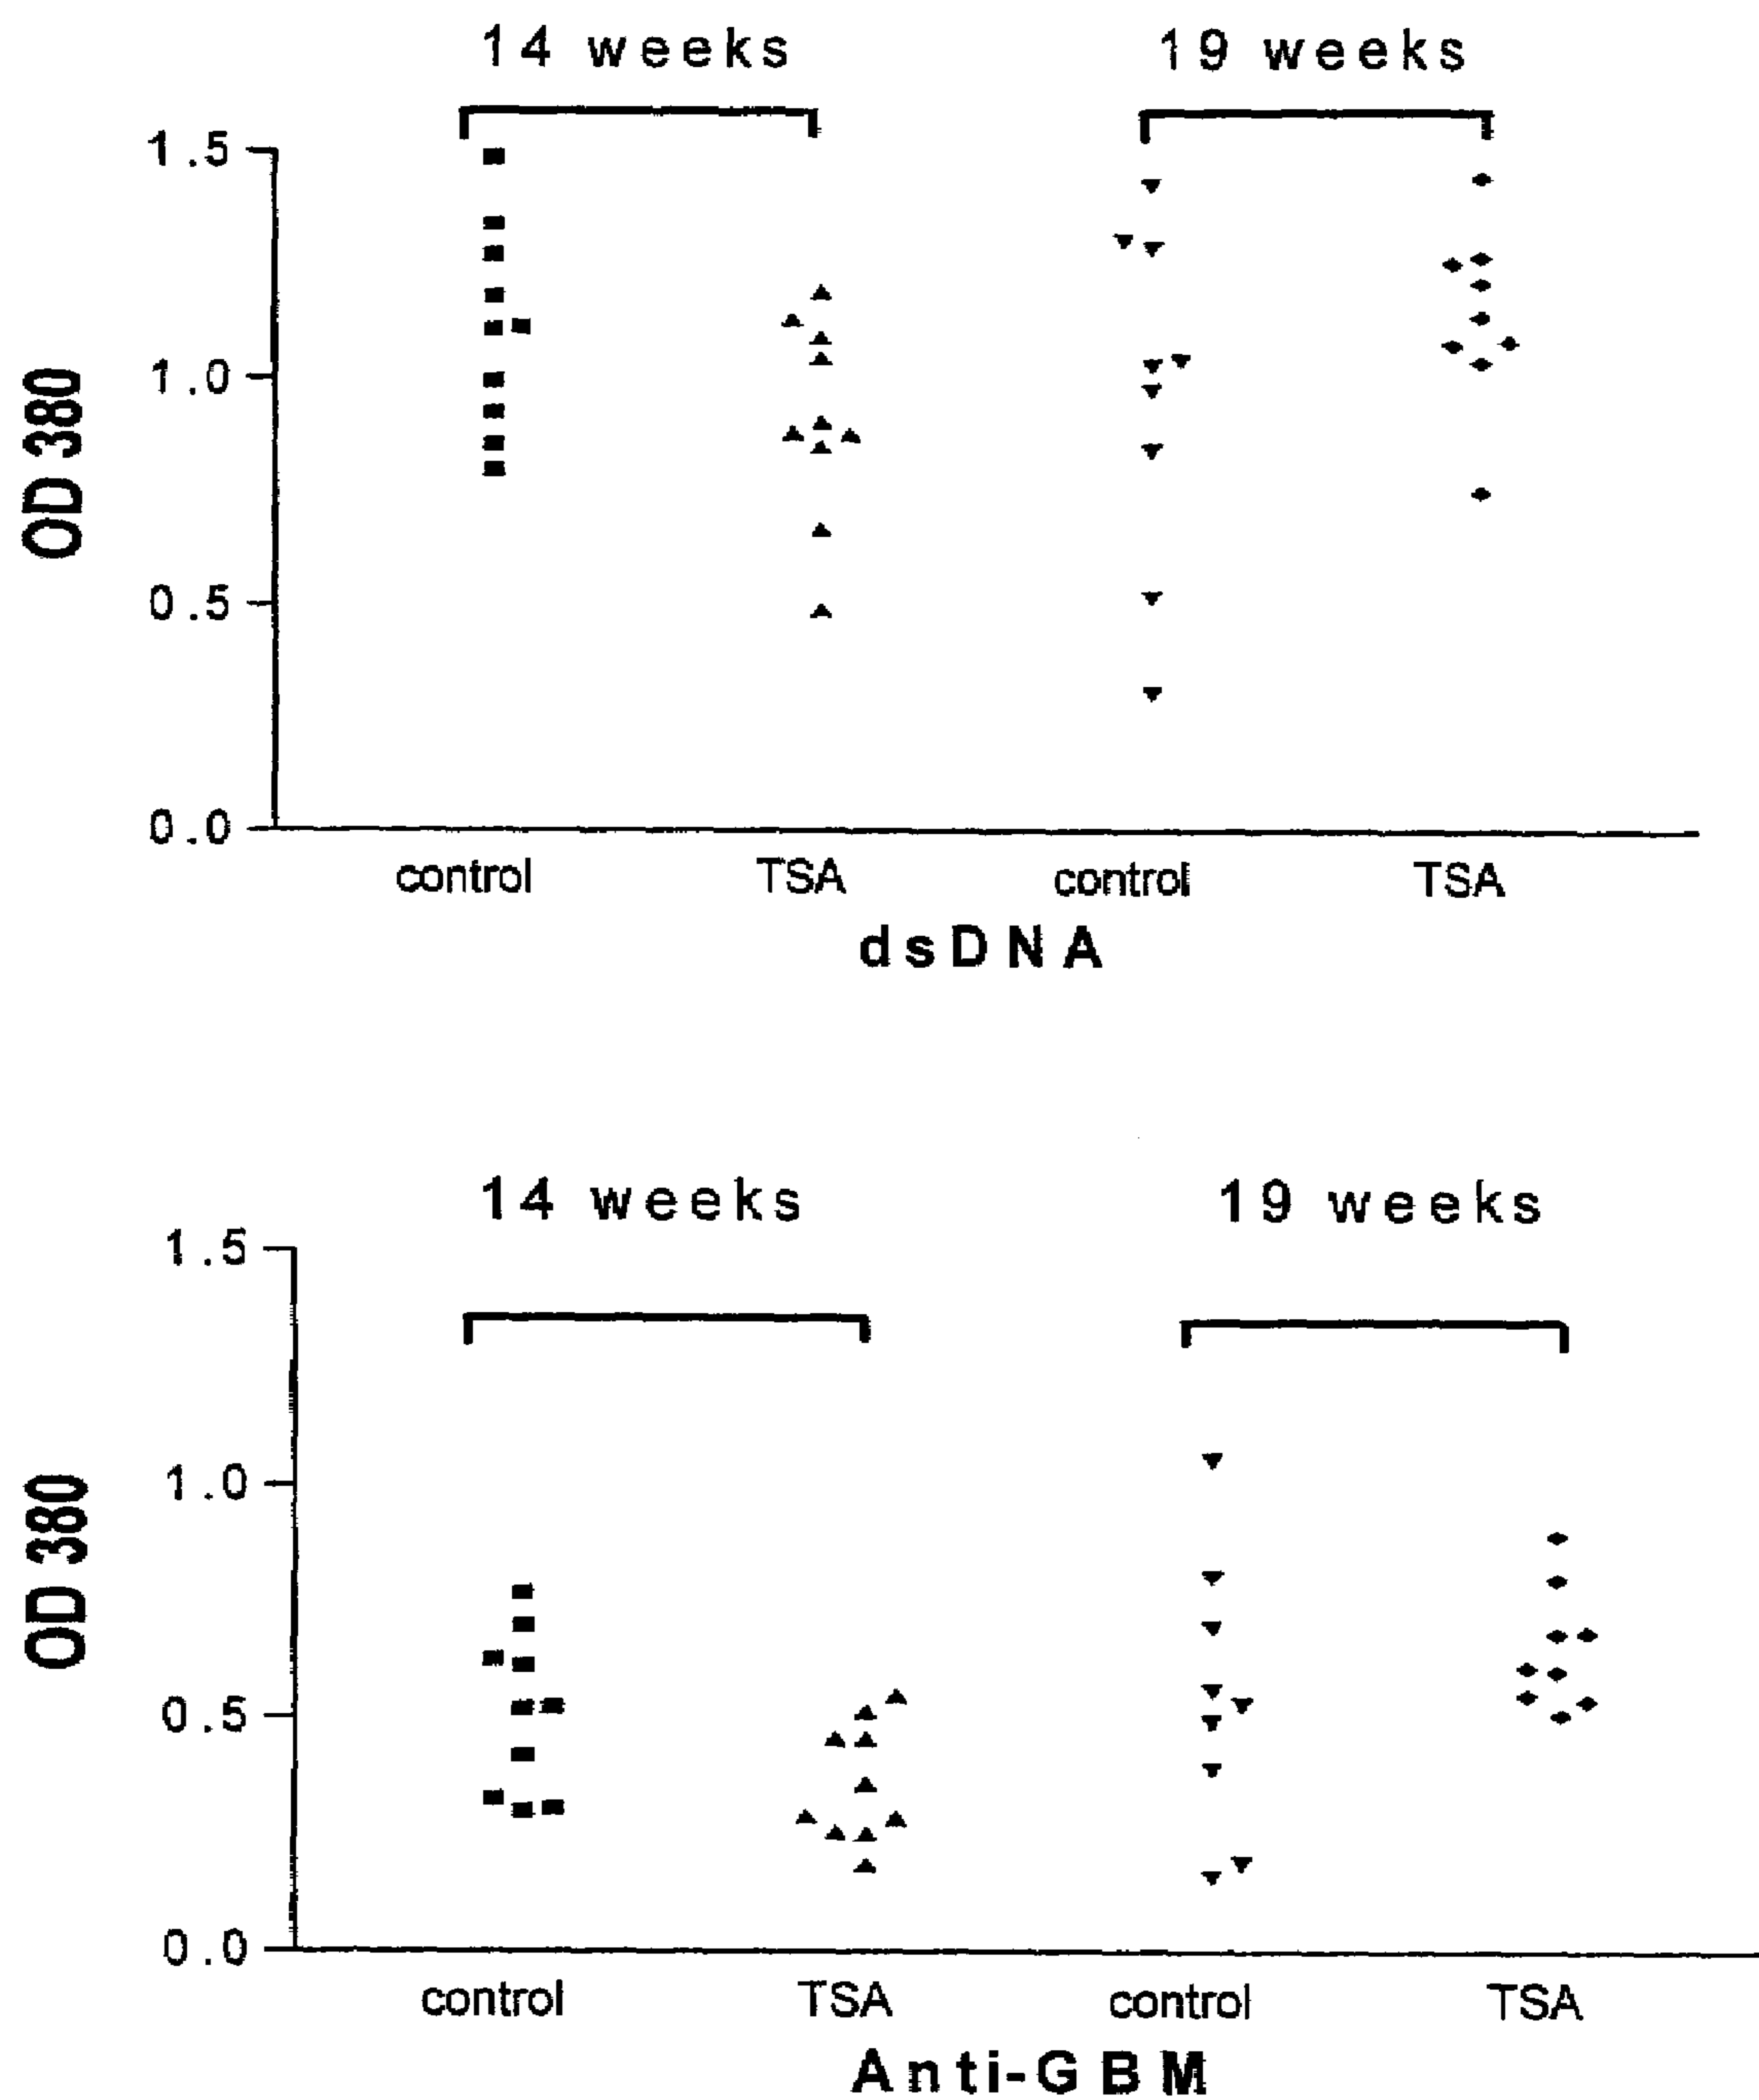 14 weeks 19 weeks
1.5
1.0
0.5
0.0
OD 380
control TSA control TSA
dsDNA
14 weeks 19 weeks
1.5
1.0
0.5
0.0
OD 380
control TSA control TSA
Anti-GBM